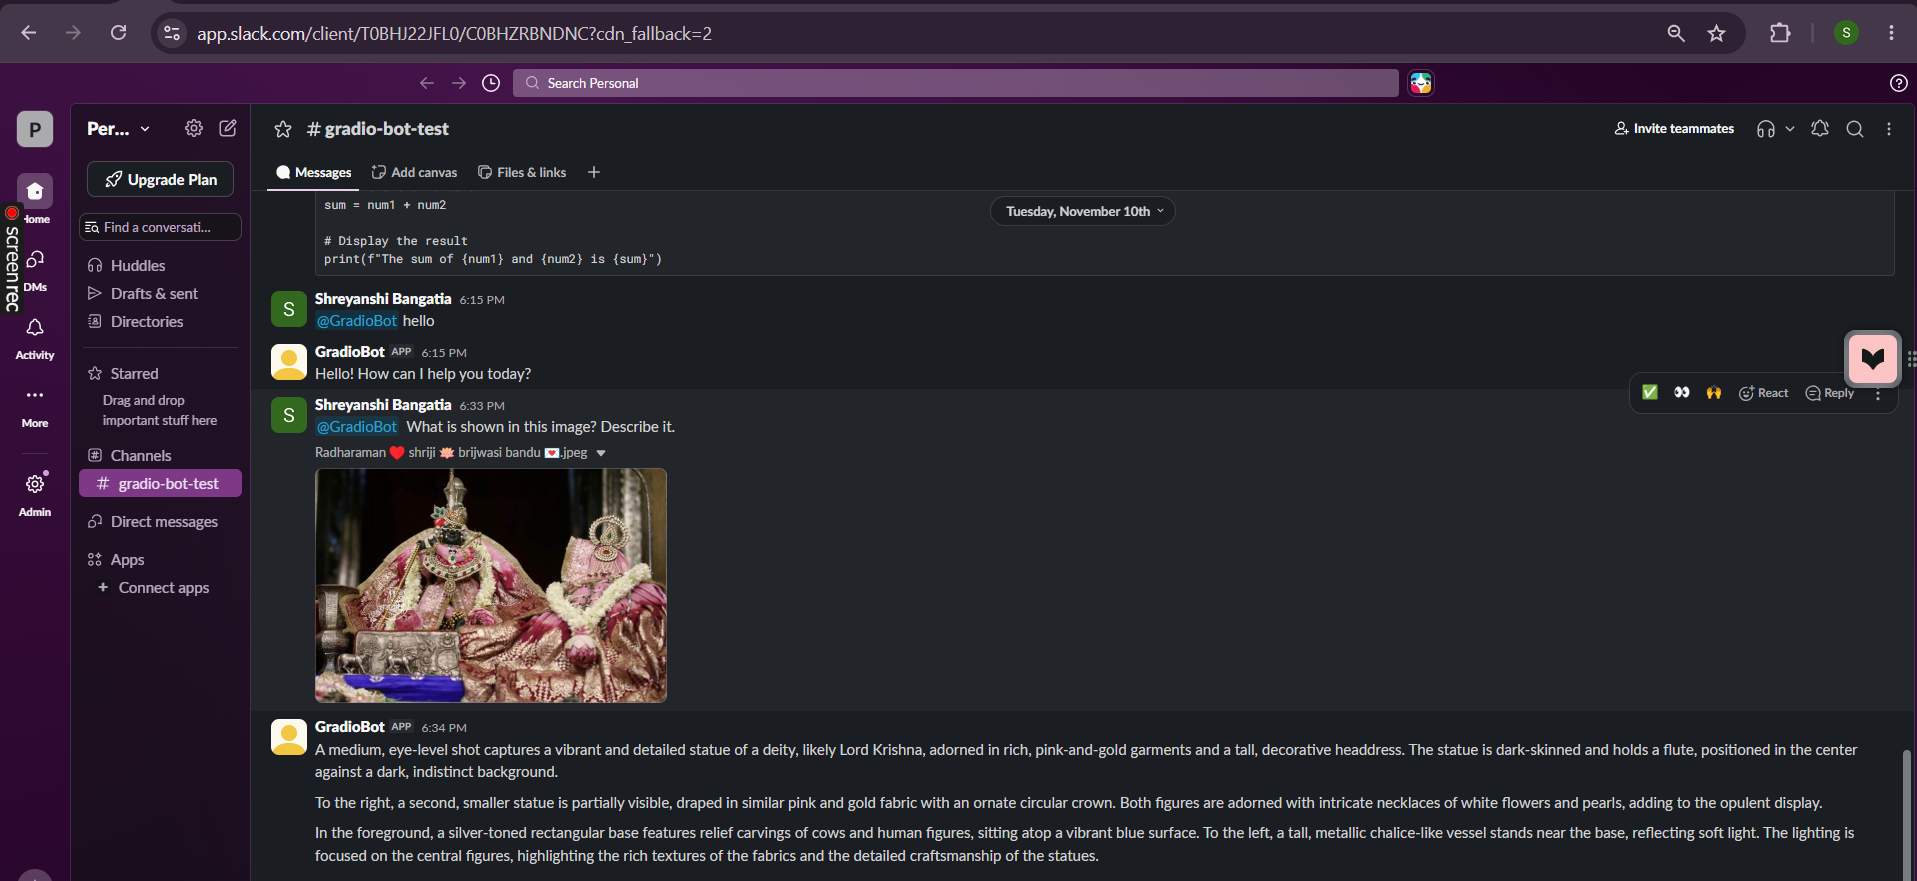 app.slack.com/client/T0BHJ22JFL0/C0BHZRBNDNC?cdn_fallback=2
S
Search Personal
P
Per...
# gradio-bot-test
Invite teammates
Upgrade Plan
Messages
Add canvas
Files & links
Home
screenrec
DMs
Activity
More
Admin
Find a conversati...
Huddles
Drafts & sent
Directories
Starred
Drag and drop
important stuff here
Channels
# gradio-bot-test
Direct messages
Apps
+ Connect apps
sum = num1 + num2
Tuesday, November 10th
# Display the result
print(f"The sum of {num1} and {num2} is {sum}")
S
Shreyanshi Bangatia 6:15 PM
@GradioBot hello
GradioBot APP 6:15 PM
Hello! How can I help you today?
React
Reply
S
Shreyanshi Bangatia 6:33 PM
@GradioBot What is shown in this image? Describe it.
Radharaman ❤️ shriji 🪷 brijwasi bandu 💌.jpeg
GradioBot APP 6:34 PM
A medium, eye-level shot captures a vibrant and detailed statue of a deity, likely Lord Krishna, adorned in rich, pink-and-gold garments and a tall, decorative headdress. The statue is dark-skinned and holds a flute, positioned in the center
against a dark, indistinct background.
To the right, a second, smaller statue is partially visible, draped in similar pink and gold fabric with an ornate circular crown. Both figures are adorned with intricate necklaces of white flowers and pearls, adding to the opulent display.
In the foreground, a silver-toned rectangular base features relief carvings of cows and human figures, sitting atop a vibrant blue surface. To the left, a tall, metallic chalice-like vessel stands near the base, reflecting soft light. The lighting is
focused on the central figures, highlighting the rich textures of the fabrics and the detailed craftsmanship of the statues.